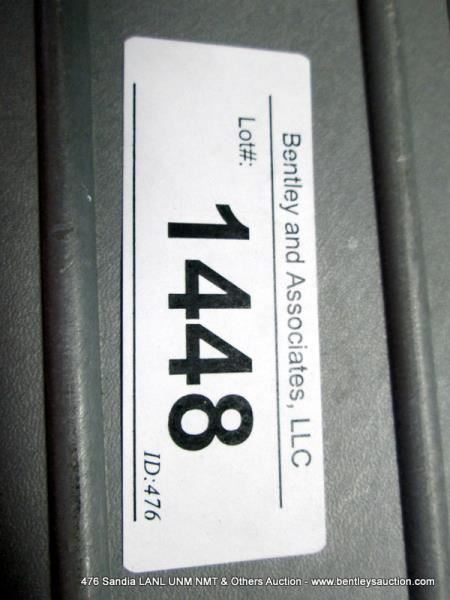 Bentley and Associates, LLC
Lot#:
1448
ID:476
476 Sandia LANL UNM NMT & Others Auction - www.bentleysauction.com